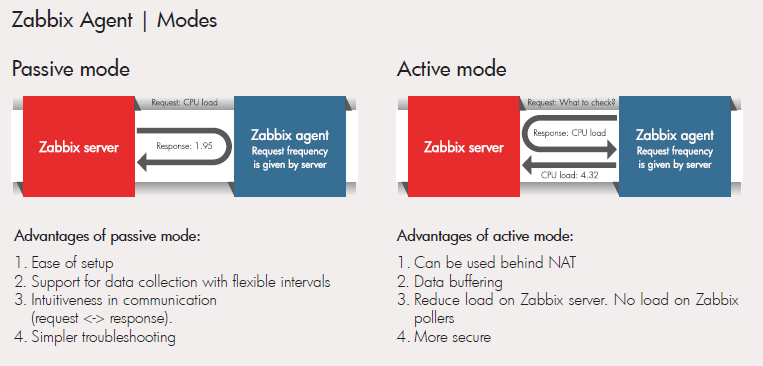 Zabbix Agent | Modes
Passive mode
Request: CPU load
Zabbix server
Response: 1.95
Zabbix agent
Request frequency
is given by server
Advantages of passive mode:
1. Ease of setup
2. Support for data collection with flexible intervals
3. Intuitiveness in communication
(request <-> response).
4. Simpler troubleshooting
Active mode
Request: What to check?
Zabbix server
Response: CPU load
CPU load: 4.32
Zabbix agent
Request frequency
is given by server
Advantages of active mode:
1. Can be used behind NAT
2. Data buffering
3. Reduce load on Zabbix server. No load on Zabbix
pollers
4. More secure